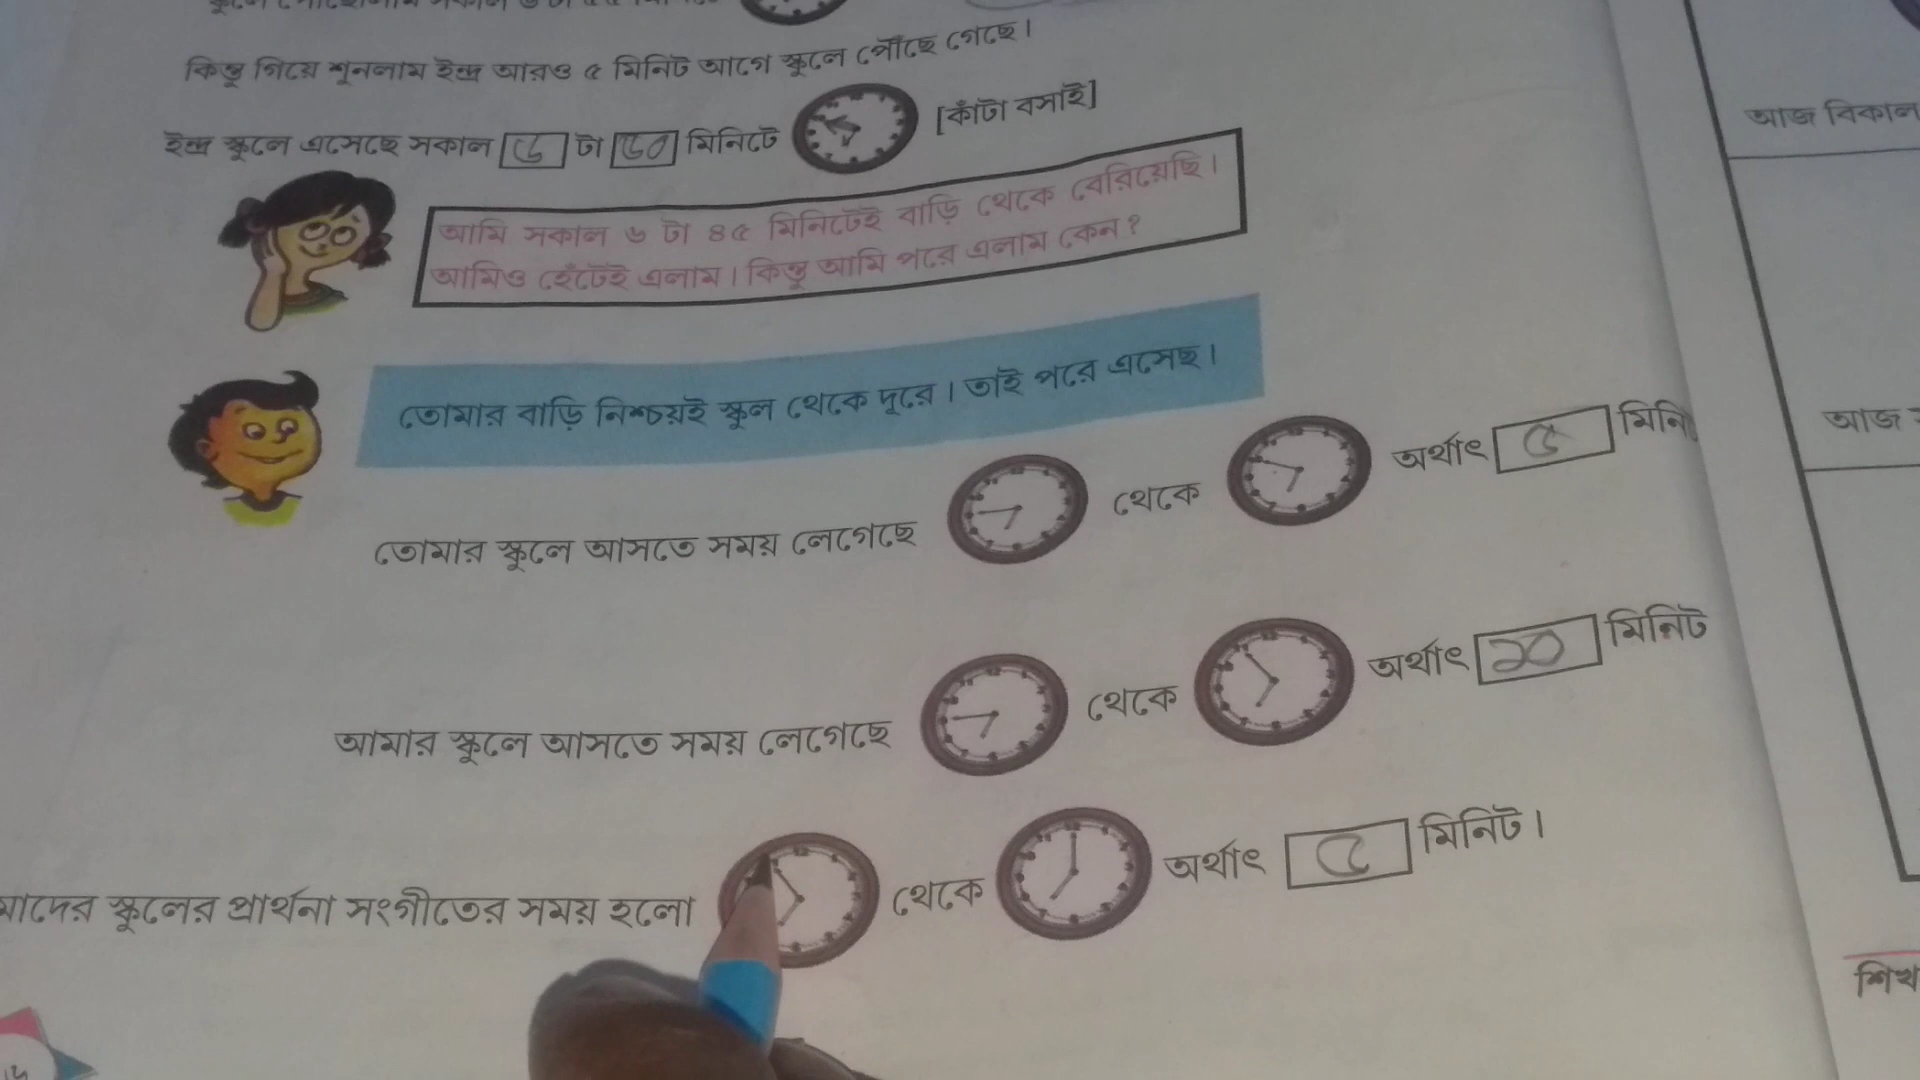 কিন্তু গিয়ে শুনলাম ইন্দ্র আরও ৫ মিনিট আগে স্কুলে পৌঁছে গেছে।
ইন্দ্র স্কুলে এসেছে সকাল ৬ টা ৫০ মিনিটে [কাঁটা বসাই]
আমি সকাল ৬ টা ৪৫ মিনিটেই বাড়ি থেকে বেরিয়েছি।
আমিও হেঁটেই এলাম। কিন্তু আমি পরে এলাম কেন?
তোমার বাড়ি নিশ্চয়ই স্কুল থেকে দূরে। তাই পরে এসেছ।
তোমার স্কুলে আসতে সময় লেগেছে থেকে অর্থাৎ ৫ মিনি
আমার স্কুলে আসতে সময় লেগেছে থেকে অর্থাৎ ১০ মিনিট
মাদের স্কুলের প্রার্থনা সংগীতের সময় হলো থেকে অর্থাৎ ৫ মিনিট।
আজ বিকাল
আজ
শিখ